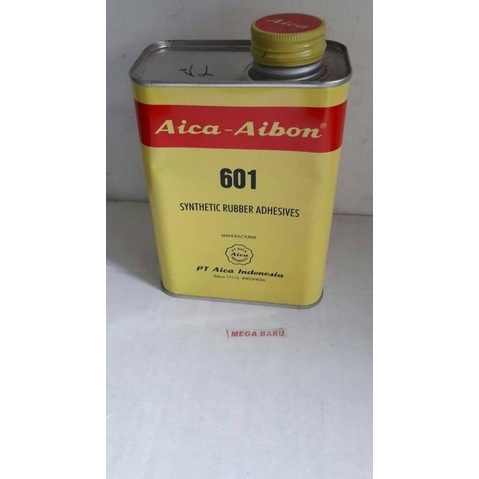 Aica-Aibon®
601
SYNTHETIC RUBBER ADHESIVES
MANUFACTURER
Aica
PT Aica Indonesia
MEGA BARU